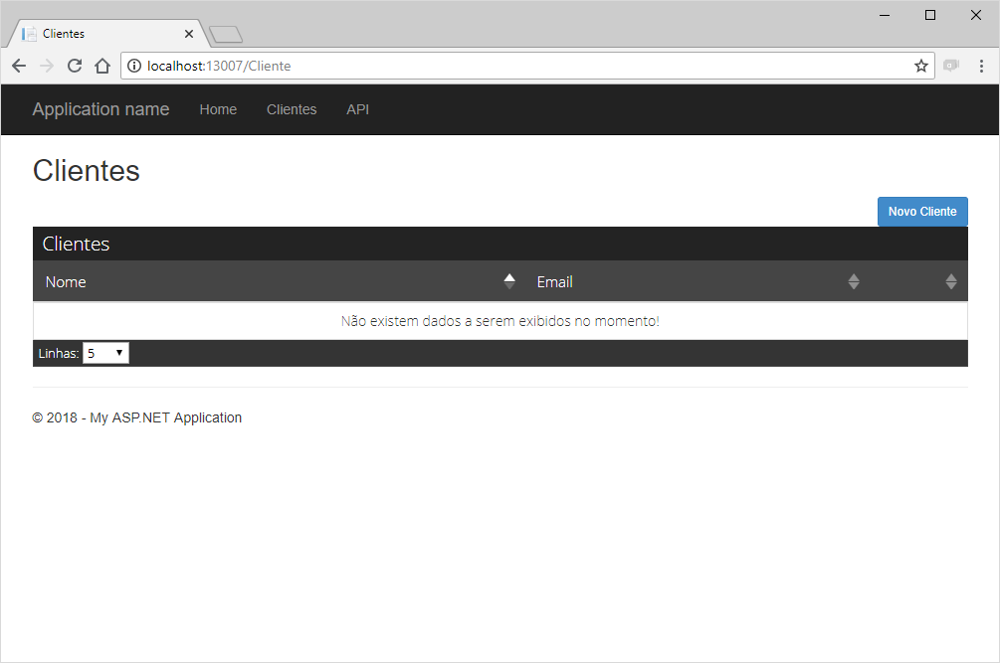 Clientes
localhost:13007/Cliente
Application name Home Clientes API
Clientes
Novo Cliente
Clientes
Nome Email
Não existem dados a serem exibidos no momento!
Linhas: 5
© 2018 - My ASP.NET Application